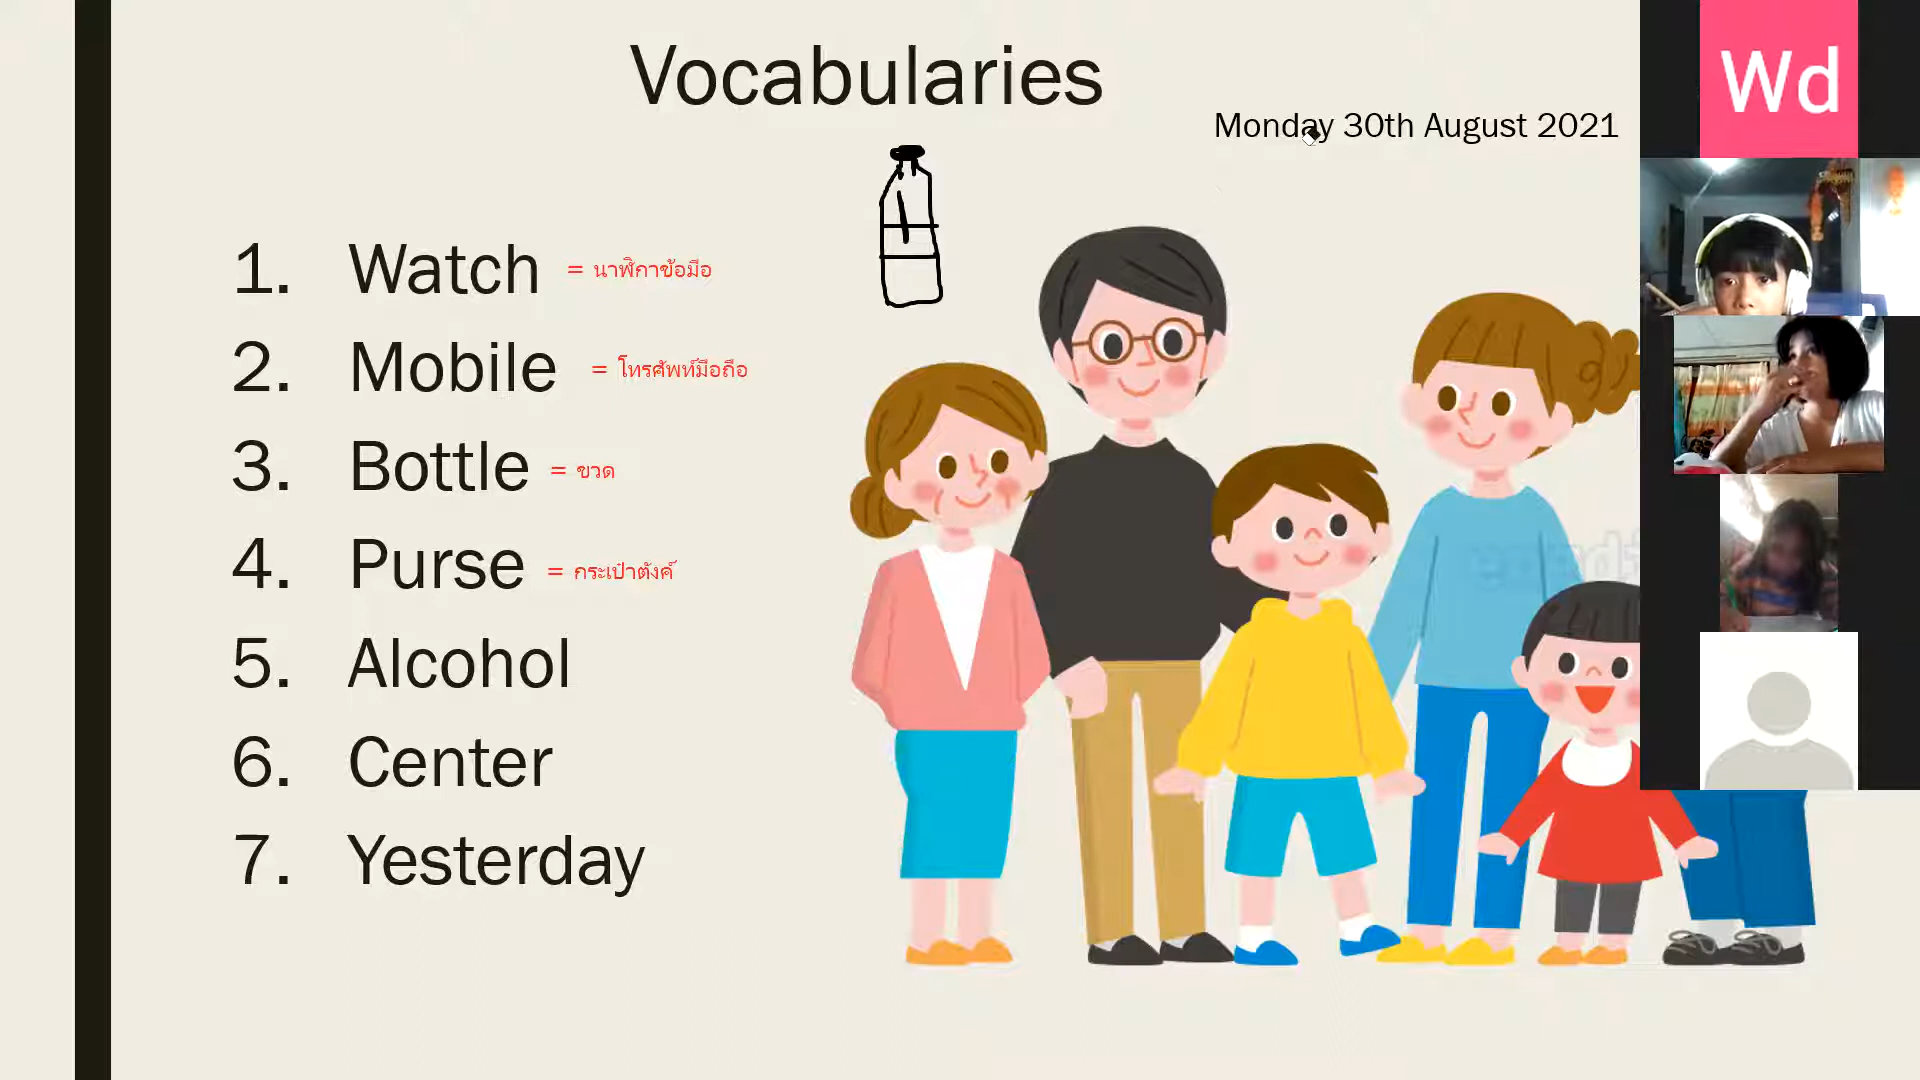 Vocabularies
Monday 30th August 2021
Wd
1. Watch = นาฬิกาข้อมือ
2. Mobile = โทรศัพท์มือถือ
3. Bottle = ขวด
4. Purse = กระเป๋าตังค์
5. Alcohol
6. Center
7. Yesterday